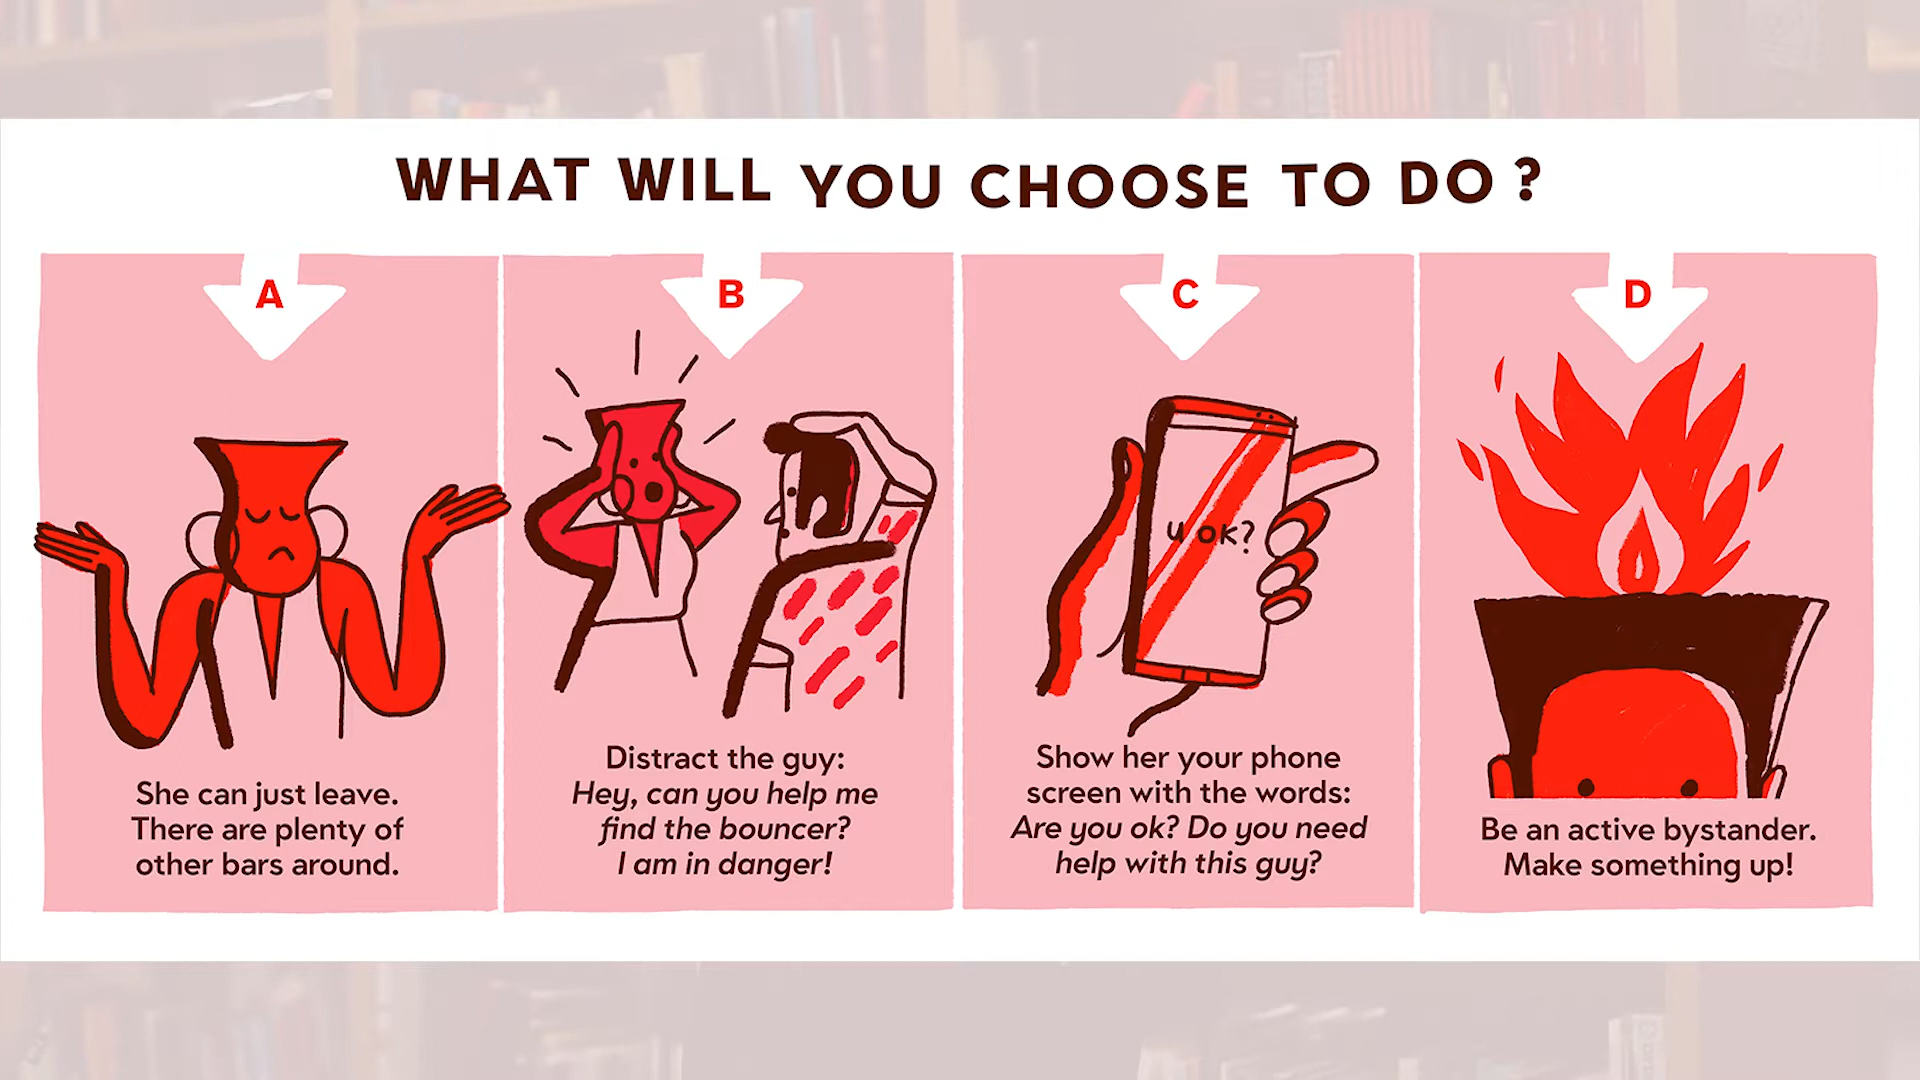 WHAT WILL YOU CHOOSE TO DO?
A
She can just leave.
There are plenty of
other bars around.
B
Distract the guy:
Hey, can you help me
find the bouncer?
I am in danger!
C
u ok?
Show her your phone
screen with the words:
Are you ok? Do you need
help with this guy?
D
Be an active bystander.
Make something up!